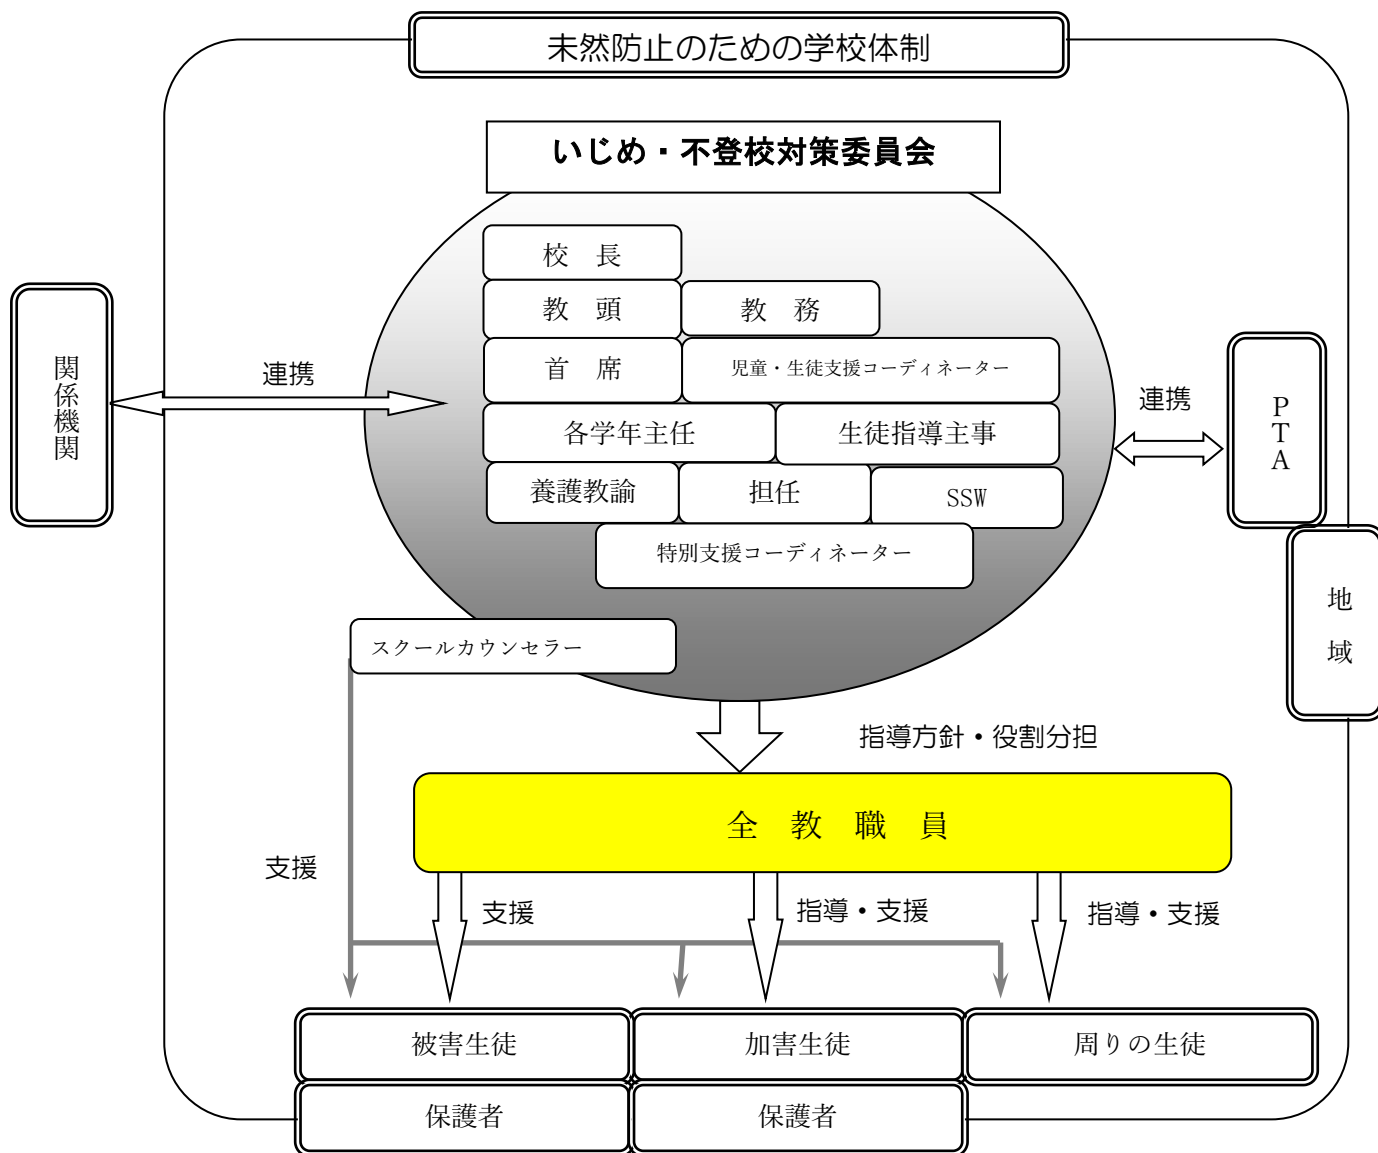 未然防止のための学校体制
いじめ・不登校対策委員会
校　長
教　頭
教　務
首　席
児童・生徒支援コーディネーター
各学年主任
生徒指導主事
養護教諭
担任
SSW
特別支援コーディネーター
スクールカウンセラー
関係機関
連携
連携
PTA
地　域
指導方針・役割分担
全　教　職　員
支援
支援
指導・支援
指導・支援
被害生徒
加害生徒
周りの生徒
保護者
保護者